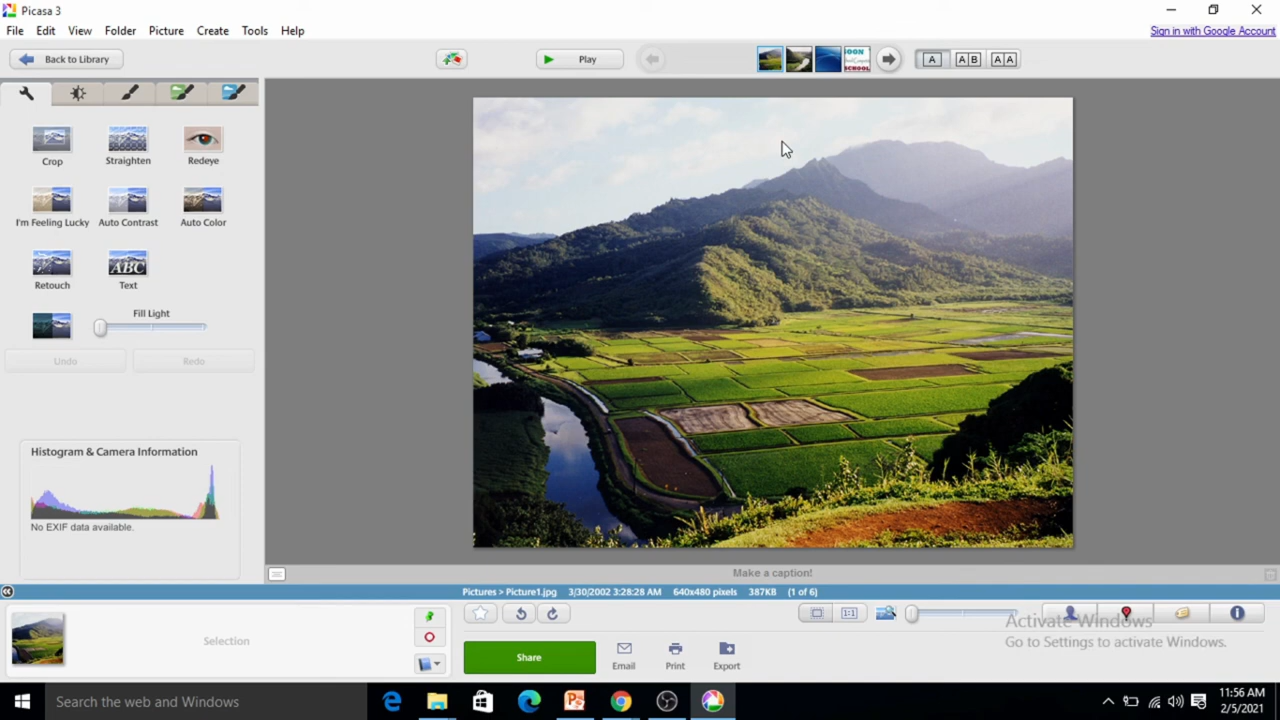 Picasa 3
File Edit View Folder Picture Create Tools Help
Sign in with Google Account
Back to Library
Play
A
A B
A A
Crop
Straighten
Redeye
I'm Feeling Lucky
Auto Contrast
Auto Color
Retouch
ABC
Text
Fill Light
Undo
Redo
Histogram & Camera Information
No EXIF data available.
Make a caption!
Pictures > Picture1.jpg 3/30/2002 3:28:28 AM 640x480 pixels 387KB (1 of 6)
Selection
1:1
Share
Email
Print
Export
Activate Windows
Go to Settings to activate Windows.
Search the web and Windows
11:56 AM
2/5/2021